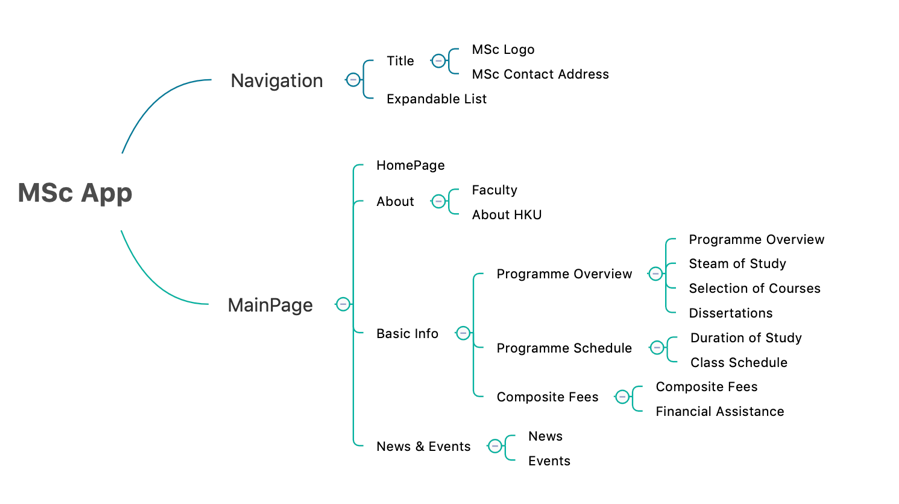 MSc App
Navigation
Title
MSc Logo
MSc Contact Address
Expandable List
MainPage
HomePage
About
Faculty
About HKU
Basic Info
Programme Overview
Programme Overview
Steam of Study
Selection of Courses
Dissertations
Programme Schedule
Duration of Study
Class Schedule
Composite Fees
Composite Fees
Financial Assistance
News & Events
News
Events